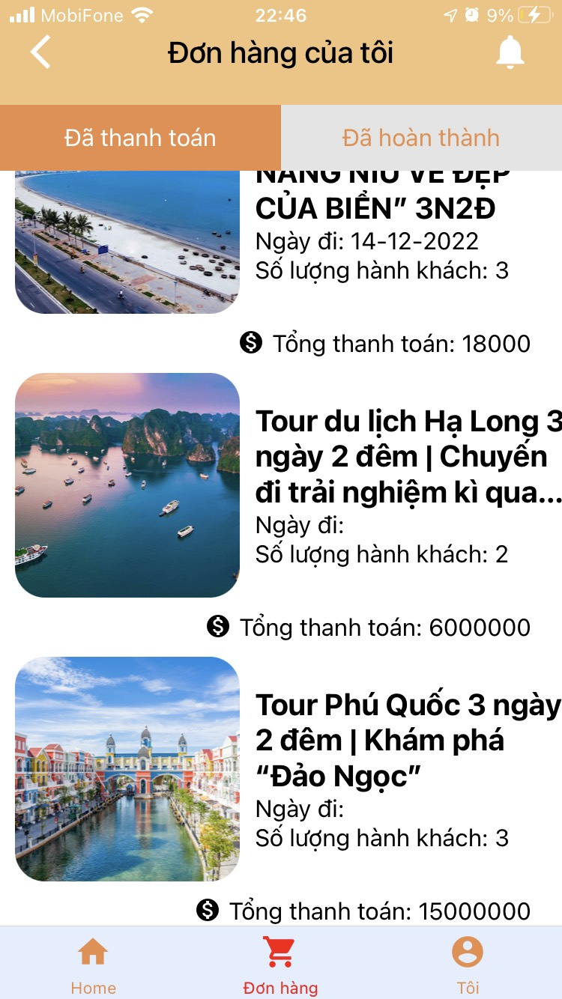 MobiFone
22:46
9%
Đơn hàng của tôi
Đã thanh toán
Đã hoàn thành
NÂNG NIU VẺ ĐẸP
CỦA BIỂN” 3N2Đ
Ngày đi: 14-12-2022
Số lượng hành khách: 3
Tổng thanh toán: 18000
Tour du lịch Hạ Long 3
ngày 2 đêm | Chuyến
đi trải nghiệm kì qua...
Ngày đi:
Số lượng hành khách: 2
Tổng thanh toán: 6000000
Tour Phú Quốc 3 ngày
2 đêm | Khám phá
“Đảo Ngọc”
Ngày đi:
Số lượng hành khách: 3
Tổng thanh toán: 15000000
Home
Đơn hàng
Tôi